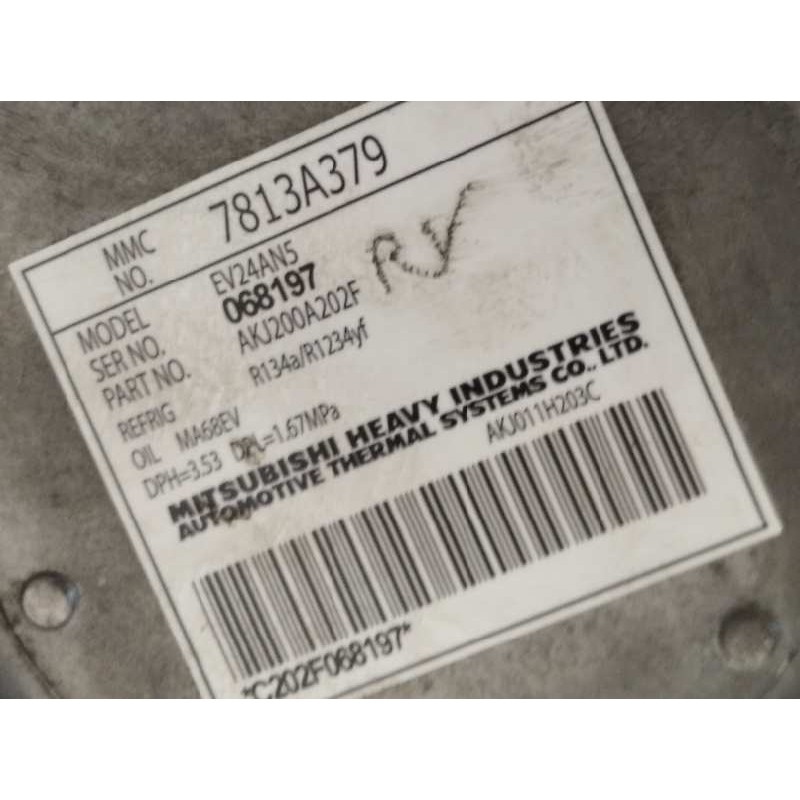 MMC NO. 7813A379
MODEL EV24AN5
SER NO. 068197
PART NO. AKJ200A202F
REFRIG R134a/R1234yf
OIL MA68EV
DPH=3.53 DPL=1.67MPa
MITSUBISHI HEAVY INDUSTRIES
AUTOMOTIVE THERMAL SYSTEMS CO., LTD.
AKJ011H203C
*C202F068197*